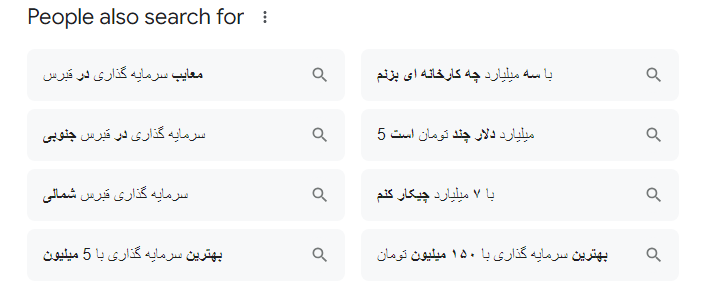 People also search for
معایب سرمایه گذاری در قبرس
با سه میلیارد چه کارخانه ای بزنم
سرمایه گذاری در قبرس جنوبی
5 میلیارد دلار چند تومان است
سرمایه گذاری قبرس شمالی
با ۷ میلیارد چیکار کنم
بهترین سرمایه گذاری با 5 میلیون
بهترین سرمایه گذاری با ۱۵۰ میلیون تومان